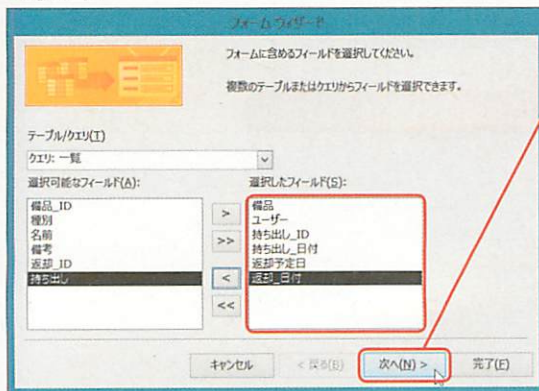 フォーム ウィザード
フォームに含めるフィールドを選択してください。
複数のテーブルまたはクエリからフィールドを選択できます。
テーブル/クエリ(T)
クエリ: 一覧
選択可能なフィールド(A):
選択したフィールド(S):
備品_ID
種別
名前
備考
返却_ID
持ち出し
>
>>
<
<<
備品
ユーザー
持ち出し_ID
持ち出し_日付
返却予定日
返却_日付
キャンセル
< 戻る(B)
次へ(N) >
完了(F)